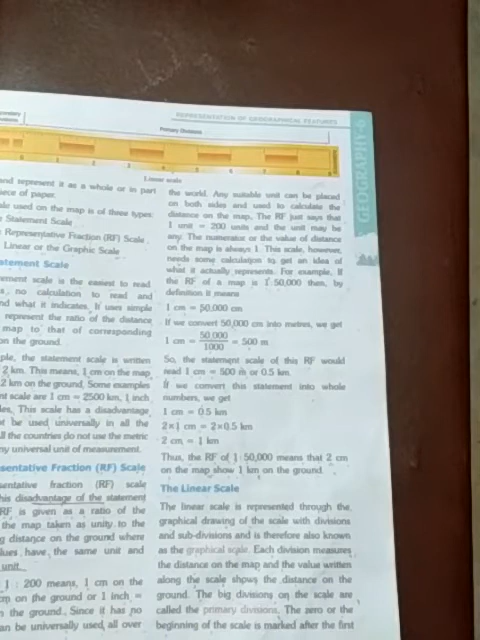 REPRESENTATION OF GEOGRAPHICAL FEATURES
GEOGRAPHY-6
Primary Divisions
0 1 2 3 4 5 6 7 8 9
Linear scale
and represent it as a whole or in part
iece of paper.
ale used on the map is of three types:
Statement Scale
Representative Fraction (RF) Scale
Linear or the Graphic Scale
atement Scale
ement scale is the easiest to read
s, no calculation to read and
nd what it indicates. It uses simple
represent the ratio of the distance
map to that of corresponding
on the ground.
ple, the statement scale is written
2 km. This means, 1 cm on the map
2 km on the ground. Some examples
nt scale are 1 cm = 2500 km, 1 inch
les. This scale has a disadvantage
t be used universally in all the
ll the countries do not use the metric
ny universal unit of measurement.
sentative Fraction (RF) Scale
sentative fraction (RF) scale
his disadvantage of the statement
RF is given as a ratio of the
the map taken as unity to the
g distance on the ground where
lues have the same unit and
unit.
1 : 200 means, 1 cm on the
cm on the ground or 1 inch =
n the ground. Since it has no
an be universally used all over
the world. Any suitable unit can be placed
on both sides and used to calculate the
distance on the map. The RF just says that
1 unit = 200 units and the unit may be
any. The numerator or the value of distance
on the map is always 1. This scale, however,
needs some calculation to get an idea of
what it actually represents. For example, if
the RF of a map is 1:50,000 then, by
definition it means
1 cm = 50,000 cm
If we convert 50,000 cm into metres, we get
1 cm = 50,000/1000 = 500 m
So, the statement scale of this RF would
read 1 cm = 500 m or 0.5 km.
If we convert this statement into whole
numbers, we get
1 cm = 0.5 km
2×1 cm = 2×0.5 km
2 cm = 1 km
Thus, the RF of 1:50,000 means that 2 cm
on the map show 1 km on the ground.
The Linear Scale
The linear scale is represented through the
graphical drawing of the scale with divisions
and sub-divisions and is therefore also known
as the graphical scale. Each division measures
the distance on the map and the value written
along the scale shows the distance on the
ground. The big divisions on the scale are
called the primary divisions. The zero or the
beginning of the scale is marked after the first